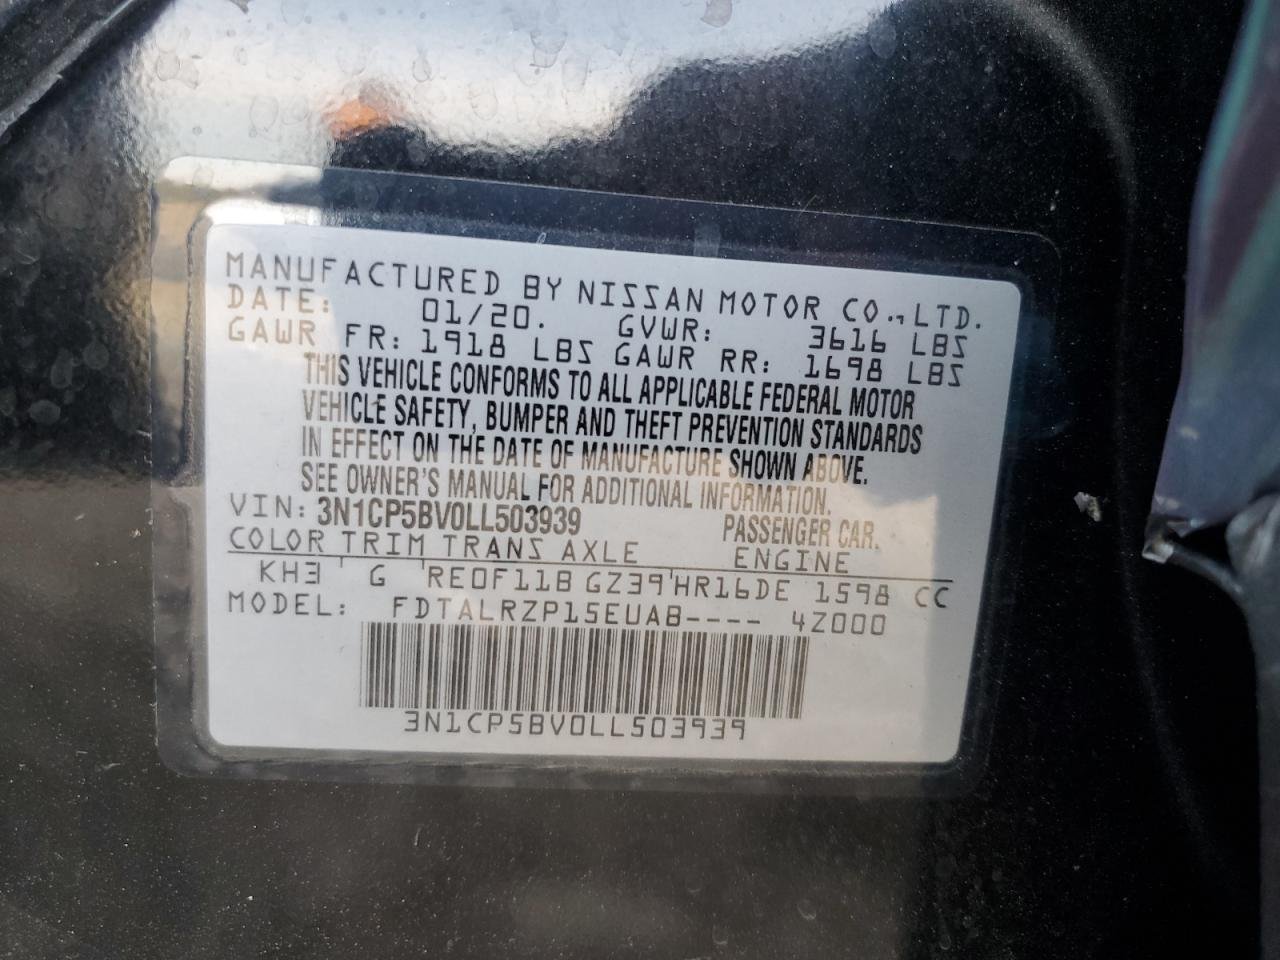 MANUFACTURED BY NISSAN MOTOR CO.,LTD.
DATE: 01/20. GVWR: 3616 LBS
GAWR FR: 1918 LBS GAWR RR: 1698 LBS
THIS VEHICLE CONFORMS TO ALL APPLICABLE FEDERAL MOTOR
VEHICLE SAFETY, BUMPER AND THEFT PREVENTION STANDARDS
IN EFFECT ON THE DATE OF MANUFACTURE SHOWN ABOVE.
SEE OWNER'S MANUAL FOR ADDITIONAL INFORMATION.
VIN: 3N1CP5BV0LL503939 PASSENGER CAR.
COLOR TRIM TRANS AXLE ENGINE
KH3 ' G 'RE0F11B GZ39'HR16DE 1598 CC
MODEL: FDTALRZP15EUAB---- 4Z000
3N1CP5BV0LL503939